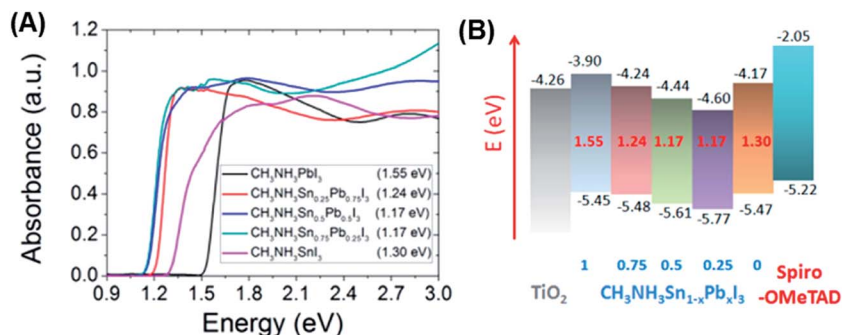 (A)
Absorbance (a.u.)
1.2
1.0
0.8
0.6
0.4
0.2
0.0
CH₃NH₃PbI₃ (1.55 eV)
CH₃NH₃Sn₀.₂₅Pb₀.₇₅I₃ (1.24 eV)
CH₃NH₃Sn₀.₅Pb₀.₅I₃ (1.17 eV)
CH₃NH₃Sn₀.₇₅Pb₀.₂₅I₃ (1.17 eV)
CH₃NH₃SnI₃ (1.30 eV)
0.9 1.2 1.5 1.8 2.1 2.4 2.7 3.0
Energy (eV)
(B)
E (eV)
-2.05
-3.90
-4.26 -4.24 -4.17
-4.44
-4.60
1.55 1.24 1.17 1.17 1.30
-5.22
-5.45 -5.48 -5.47
-5.61
-5.77
1 0.75 0.5 0.25 0
TiO₂ CH₃NH₃Sn₁₋ₓPbₓI₃ Spiro
-OMeTAD